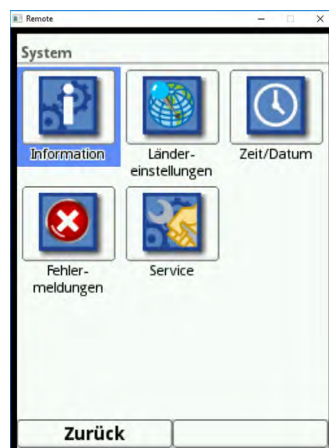 Remote
System
Information
Länder-
einstellungen
Zeit/Datum
Fehler-
meldungen
Service
Zurück